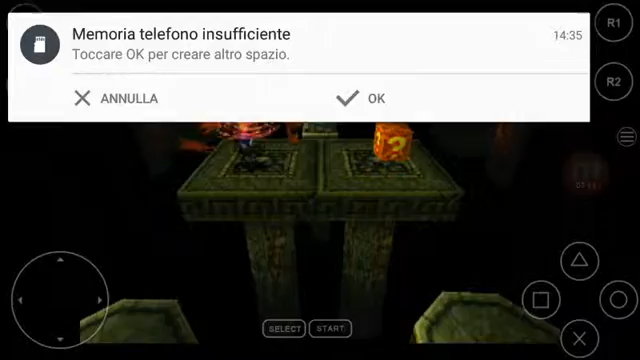 Memoria telefono insufficiente
14:35
Toccare OK per creare altro spazio.
ANNULLA
OK
R1
R2
?
SELECT
START